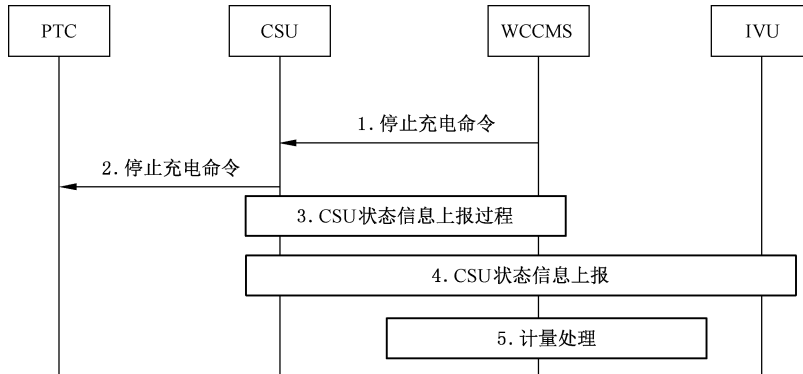 PTC
CSU
WCCMS
IVU
1.停止充电命令
2.停止充电命令
3.CSU状态信息上报过程
4.CSU状态信息上报
5.计量处理